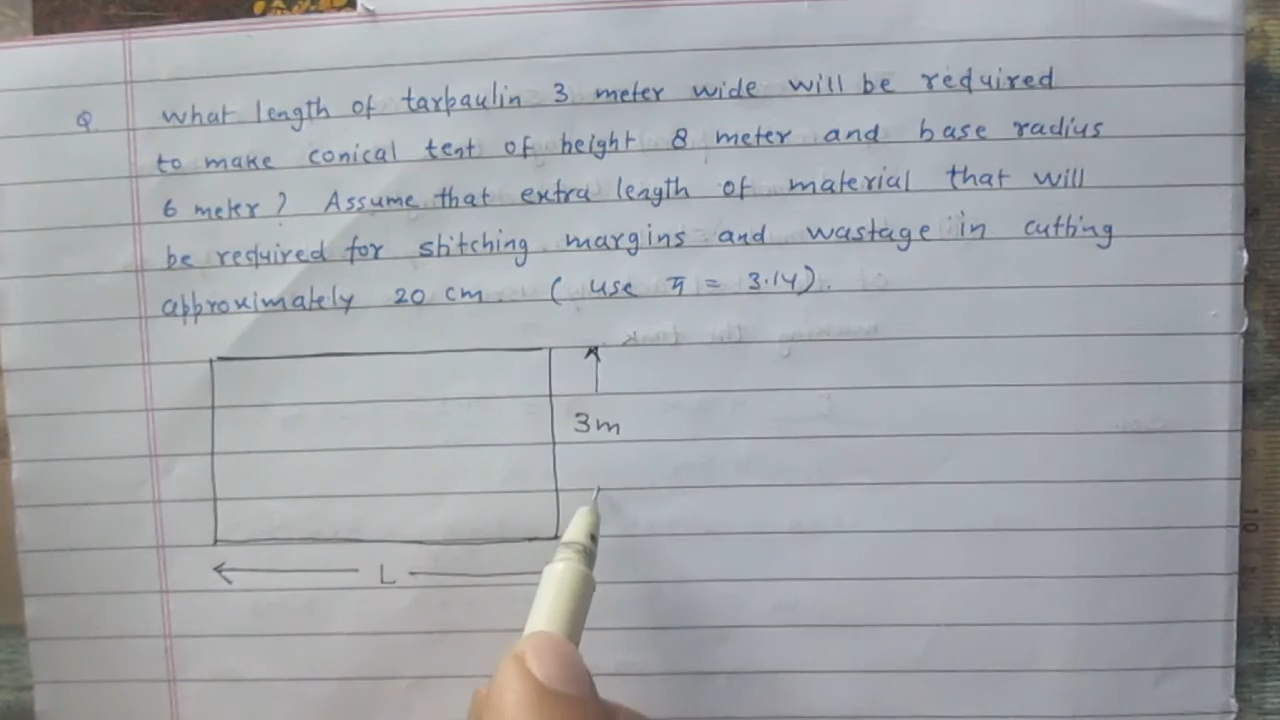 Q. What length of tarpaulin 3 meter wide will be required
to make conical tent of height 8 meter and base radius
6 meter? Assume that extra length of material that will
be required for stitching margins and wastage in cutting
approximately 20 cm. (use π = 3.14).
3m
L